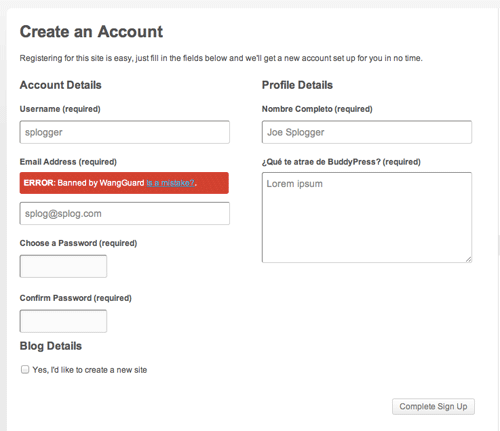 Create an Account
Registering for this site is easy, just fill in the fields below and we'll get a new account set up for you in no time.
Account Details
Username (required)
splogger
Email Address (required)
ERROR: Banned by WangGuard Is a mistake?.
splog@splog.com
Choose a Password (required)
Confirm Password (required)
Blog Details
Yes, I'd like to create a new site
Profile Details
Nombre Completo (required)
Joe Splogger
¿Qué te atrae de BuddyPress? (required)
Lorem ipsum
Complete Sign Up